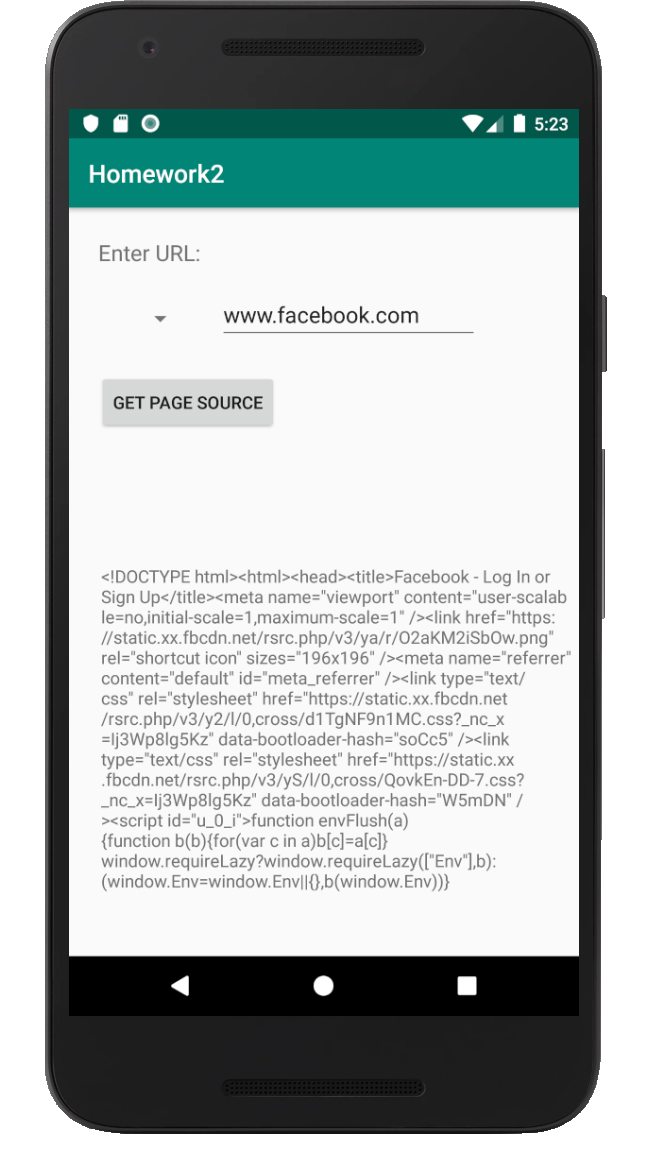 5:23
Homework2
Enter URL:
www.facebook.com
GET PAGE SOURCE
<!DOCTYPE html><html><head><title>Facebook - Log In or
Sign Up</title><meta name="viewport" content="user-scalab
le=no,initial-scale=1,maximum-scale=1" /><link href="https:
//static.xx.fbcdn.net/rsrc.php/v3/ya/r/O2aKM2iSbOw.png"
rel="shortcut icon" sizes="196x196" /><meta name="referrer"
content="default" id="meta_referrer" /><link type="text/
css" rel="stylesheet" href="https://static.xx.fbcdn.net
/rsrc.php/v3/y2/l/0,cross/d1TgNF9n1MC.css?_nc_x
=Ij3Wp8lg5Kz" data-bootloader-hash="soCc5" /><link
type="text/css" rel="stylesheet" href="https://static.xx
.fbcdn.net/rsrc.php/v3/yS/l/0,cross/QovkEn-DD-7.css?
_nc_x=Ij3Wp8lg5Kz" data-bootloader-hash="W5mDN" /
><script id="u_0_i">function envFlush(a)
{function b(b){for(var c in a)b[c]=a[c]}
window.requireLazy?window.requireLazy(["Env"],b):
(window.Env=window.Env||{},b(window.Env))}